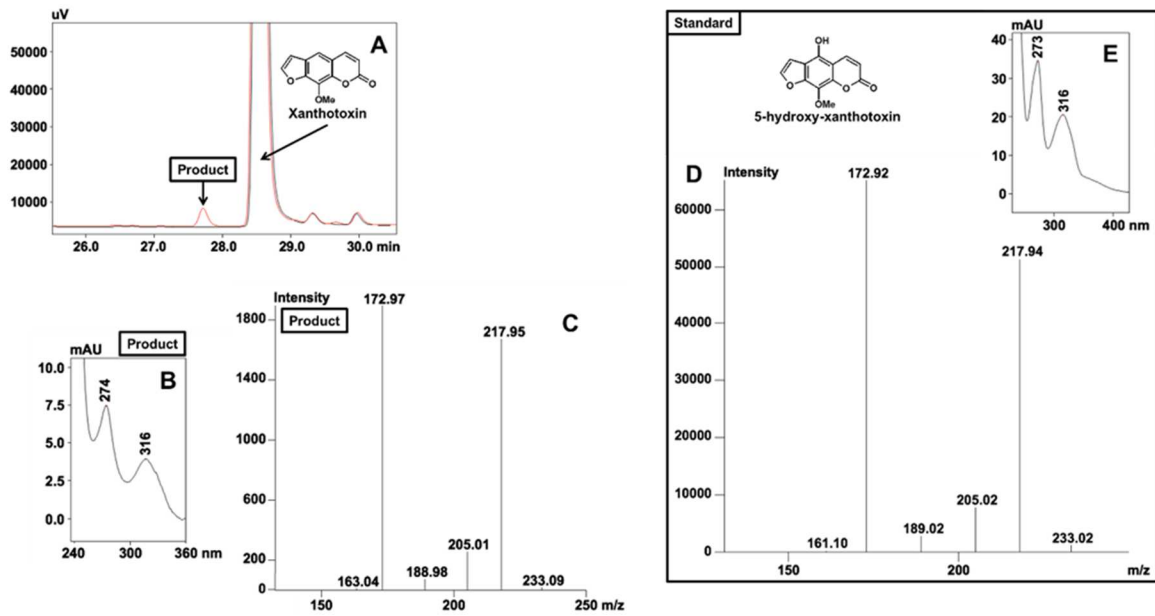 uV
A
50000
40000
30000
20000
10000
Product
O
O
O
OMe
Xanthotoxin
26.0 27.0 28.0 29.0 30.0 min
Product
mAU
B
10.0
7.5
5.0
2.5
0.0
274
316
240 300 360 nm
Intensity
Product
C
1800
1400
1000
600
200
0
172.97
217.95
205.01
188.98
163.04
233.09
150 200 250 m/z
Standard
OH
O
O
O
OMe
5-hydroxy-xanthotoxin
mAU
E
40
30
20
10
0
273
316
300 400 nm
D
Intensity
60000
50000
40000
30000
20000
10000
0
172.92
217.94
205.02
189.02
161.10
233.02
150 200 m/z